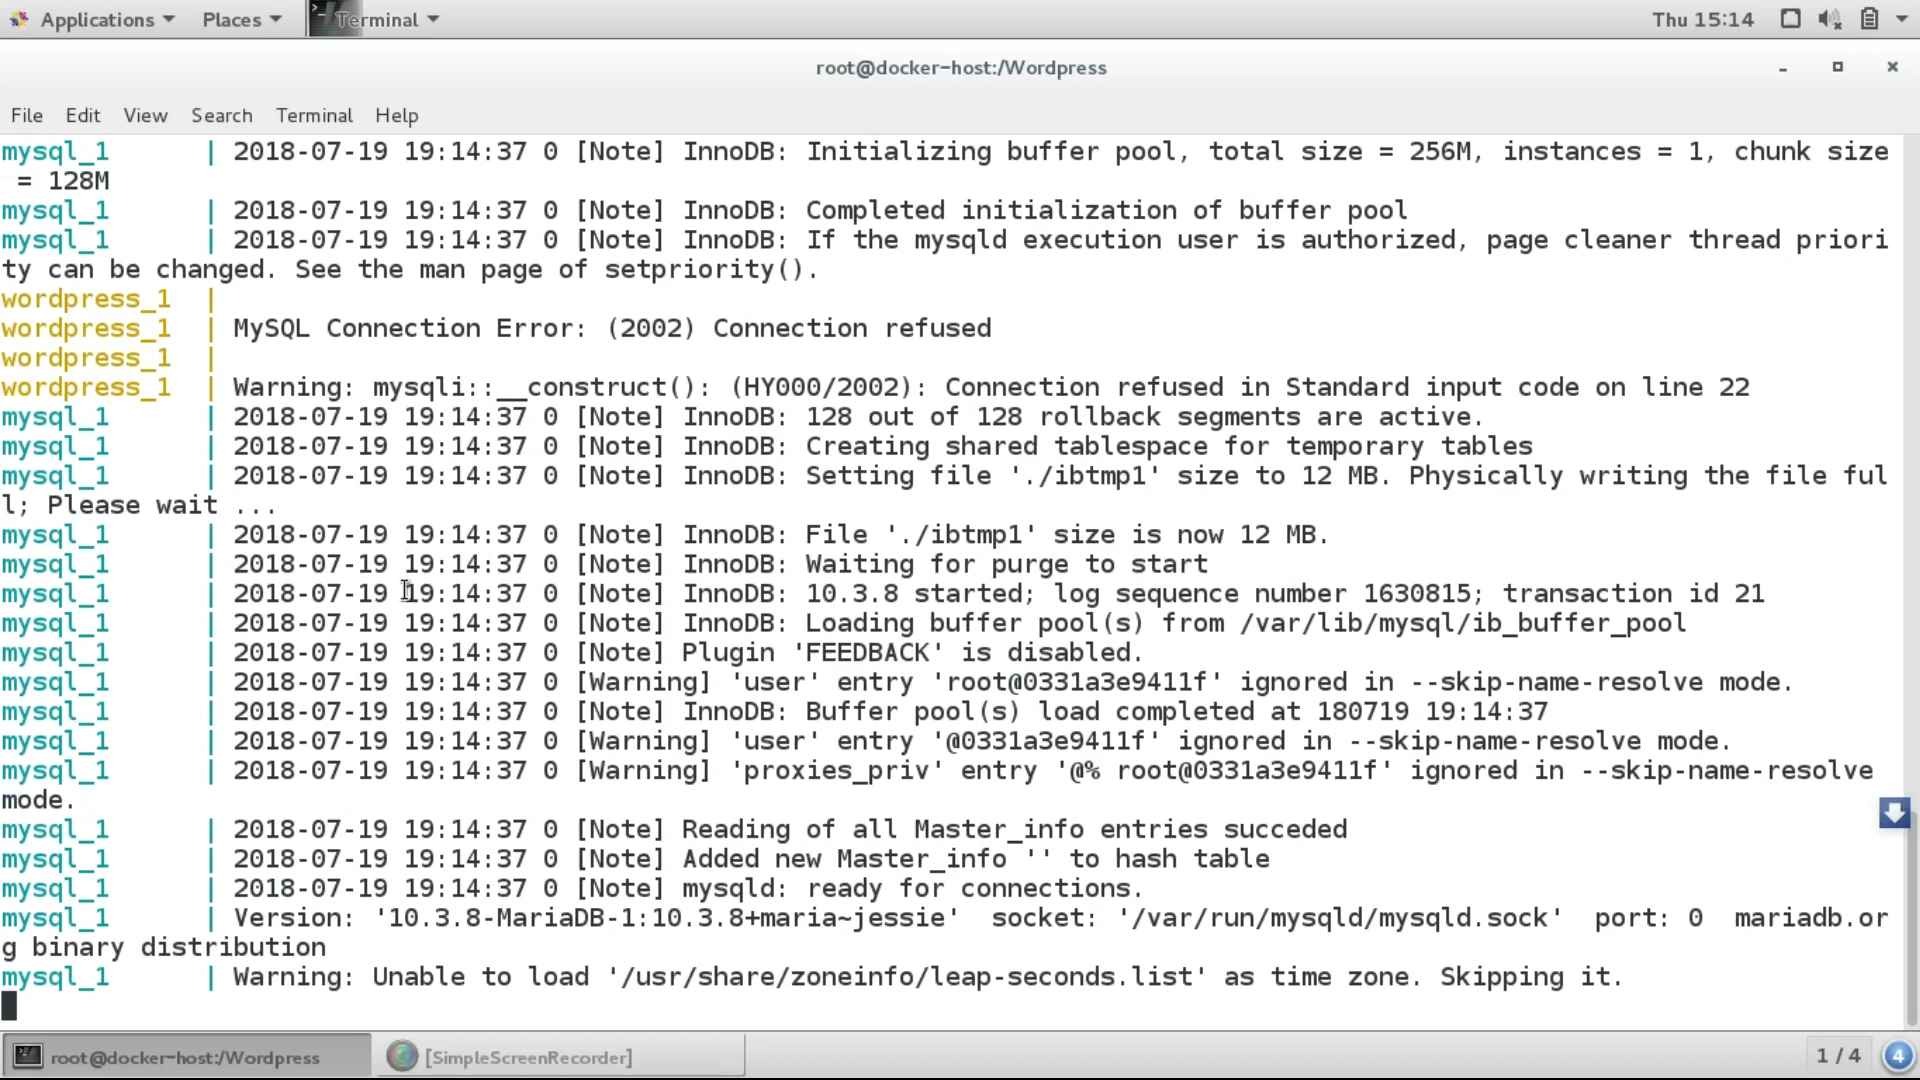 Applications Places Terminal Thu 15:14
root@docker-host:/Wordpress
File Edit View Search Terminal Help
mysql_1 | 2018-07-19 19:14:37 0 [Note] InnoDB: Initializing buffer pool, total size = 256M, instances = 1, chunk size
= 128M
mysql_1 | 2018-07-19 19:14:37 0 [Note] InnoDB: Completed initialization of buffer pool
mysql_1 | 2018-07-19 19:14:37 0 [Note] InnoDB: If the mysqld execution user is authorized, page cleaner thread priori
ty can be changed. See the man page of setpriority().
wordpress_1 |
wordpress_1 | MySQL Connection Error: (2002) Connection refused
wordpress_1 |
wordpress_1 | Warning: mysqli::__construct(): (HY000/2002): Connection refused in Standard input code on line 22
mysql_1 | 2018-07-19 19:14:37 0 [Note] InnoDB: 128 out of 128 rollback segments are active.
mysql_1 | 2018-07-19 19:14:37 0 [Note] InnoDB: Creating shared tablespace for temporary tables
mysql_1 | 2018-07-19 19:14:37 0 [Note] InnoDB: Setting file './ibtmp1' size to 12 MB. Physically writing the file ful
l; Please wait ...
mysql_1 | 2018-07-19 19:14:37 0 [Note] InnoDB: File './ibtmp1' size is now 12 MB.
mysql_1 | 2018-07-19 19:14:37 0 [Note] InnoDB: Waiting for purge to start
mysql_1 | 2018-07-19 19:14:37 0 [Note] InnoDB: 10.3.8 started; log sequence number 1630815; transaction id 21
mysql_1 | 2018-07-19 19:14:37 0 [Note] InnoDB: Loading buffer pool(s) from /var/lib/mysql/ib_buffer_pool
mysql_1 | 2018-07-19 19:14:37 0 [Note] Plugin 'FEEDBACK' is disabled.
mysql_1 | 2018-07-19 19:14:37 0 [Warning] 'user' entry 'root@0331a3e9411f' ignored in --skip-name-resolve mode.
mysql_1 | 2018-07-19 19:14:37 0 [Note] InnoDB: Buffer pool(s) load completed at 180719 19:14:37
mysql_1 | 2018-07-19 19:14:37 0 [Warning] 'user' entry '@0331a3e9411f' ignored in --skip-name-resolve mode.
mysql_1 | 2018-07-19 19:14:37 0 [Warning] 'proxies_priv' entry '@% root@0331a3e9411f' ignored in --skip-name-resolve
mode.
mysql_1 | 2018-07-19 19:14:37 0 [Note] Reading of all Master_info entries succeded
mysql_1 | 2018-07-19 19:14:37 0 [Note] Added new Master_info '' to hash table
mysql_1 | 2018-07-19 19:14:37 0 [Note] mysqld: ready for connections.
mysql_1 | Version: '10.3.8-MariaDB-1:10.3.8+maria~jessie' socket: '/var/run/mysqld/mysqld.sock' port: 0 mariadb.or
g binary distribution
mysql_1 | Warning: Unable to load '/usr/share/zoneinfo/leap-seconds.list' as time zone. Skipping it.
root@docker-host:/Wordpress [SimpleScreenRecorder] 1 / 4 4